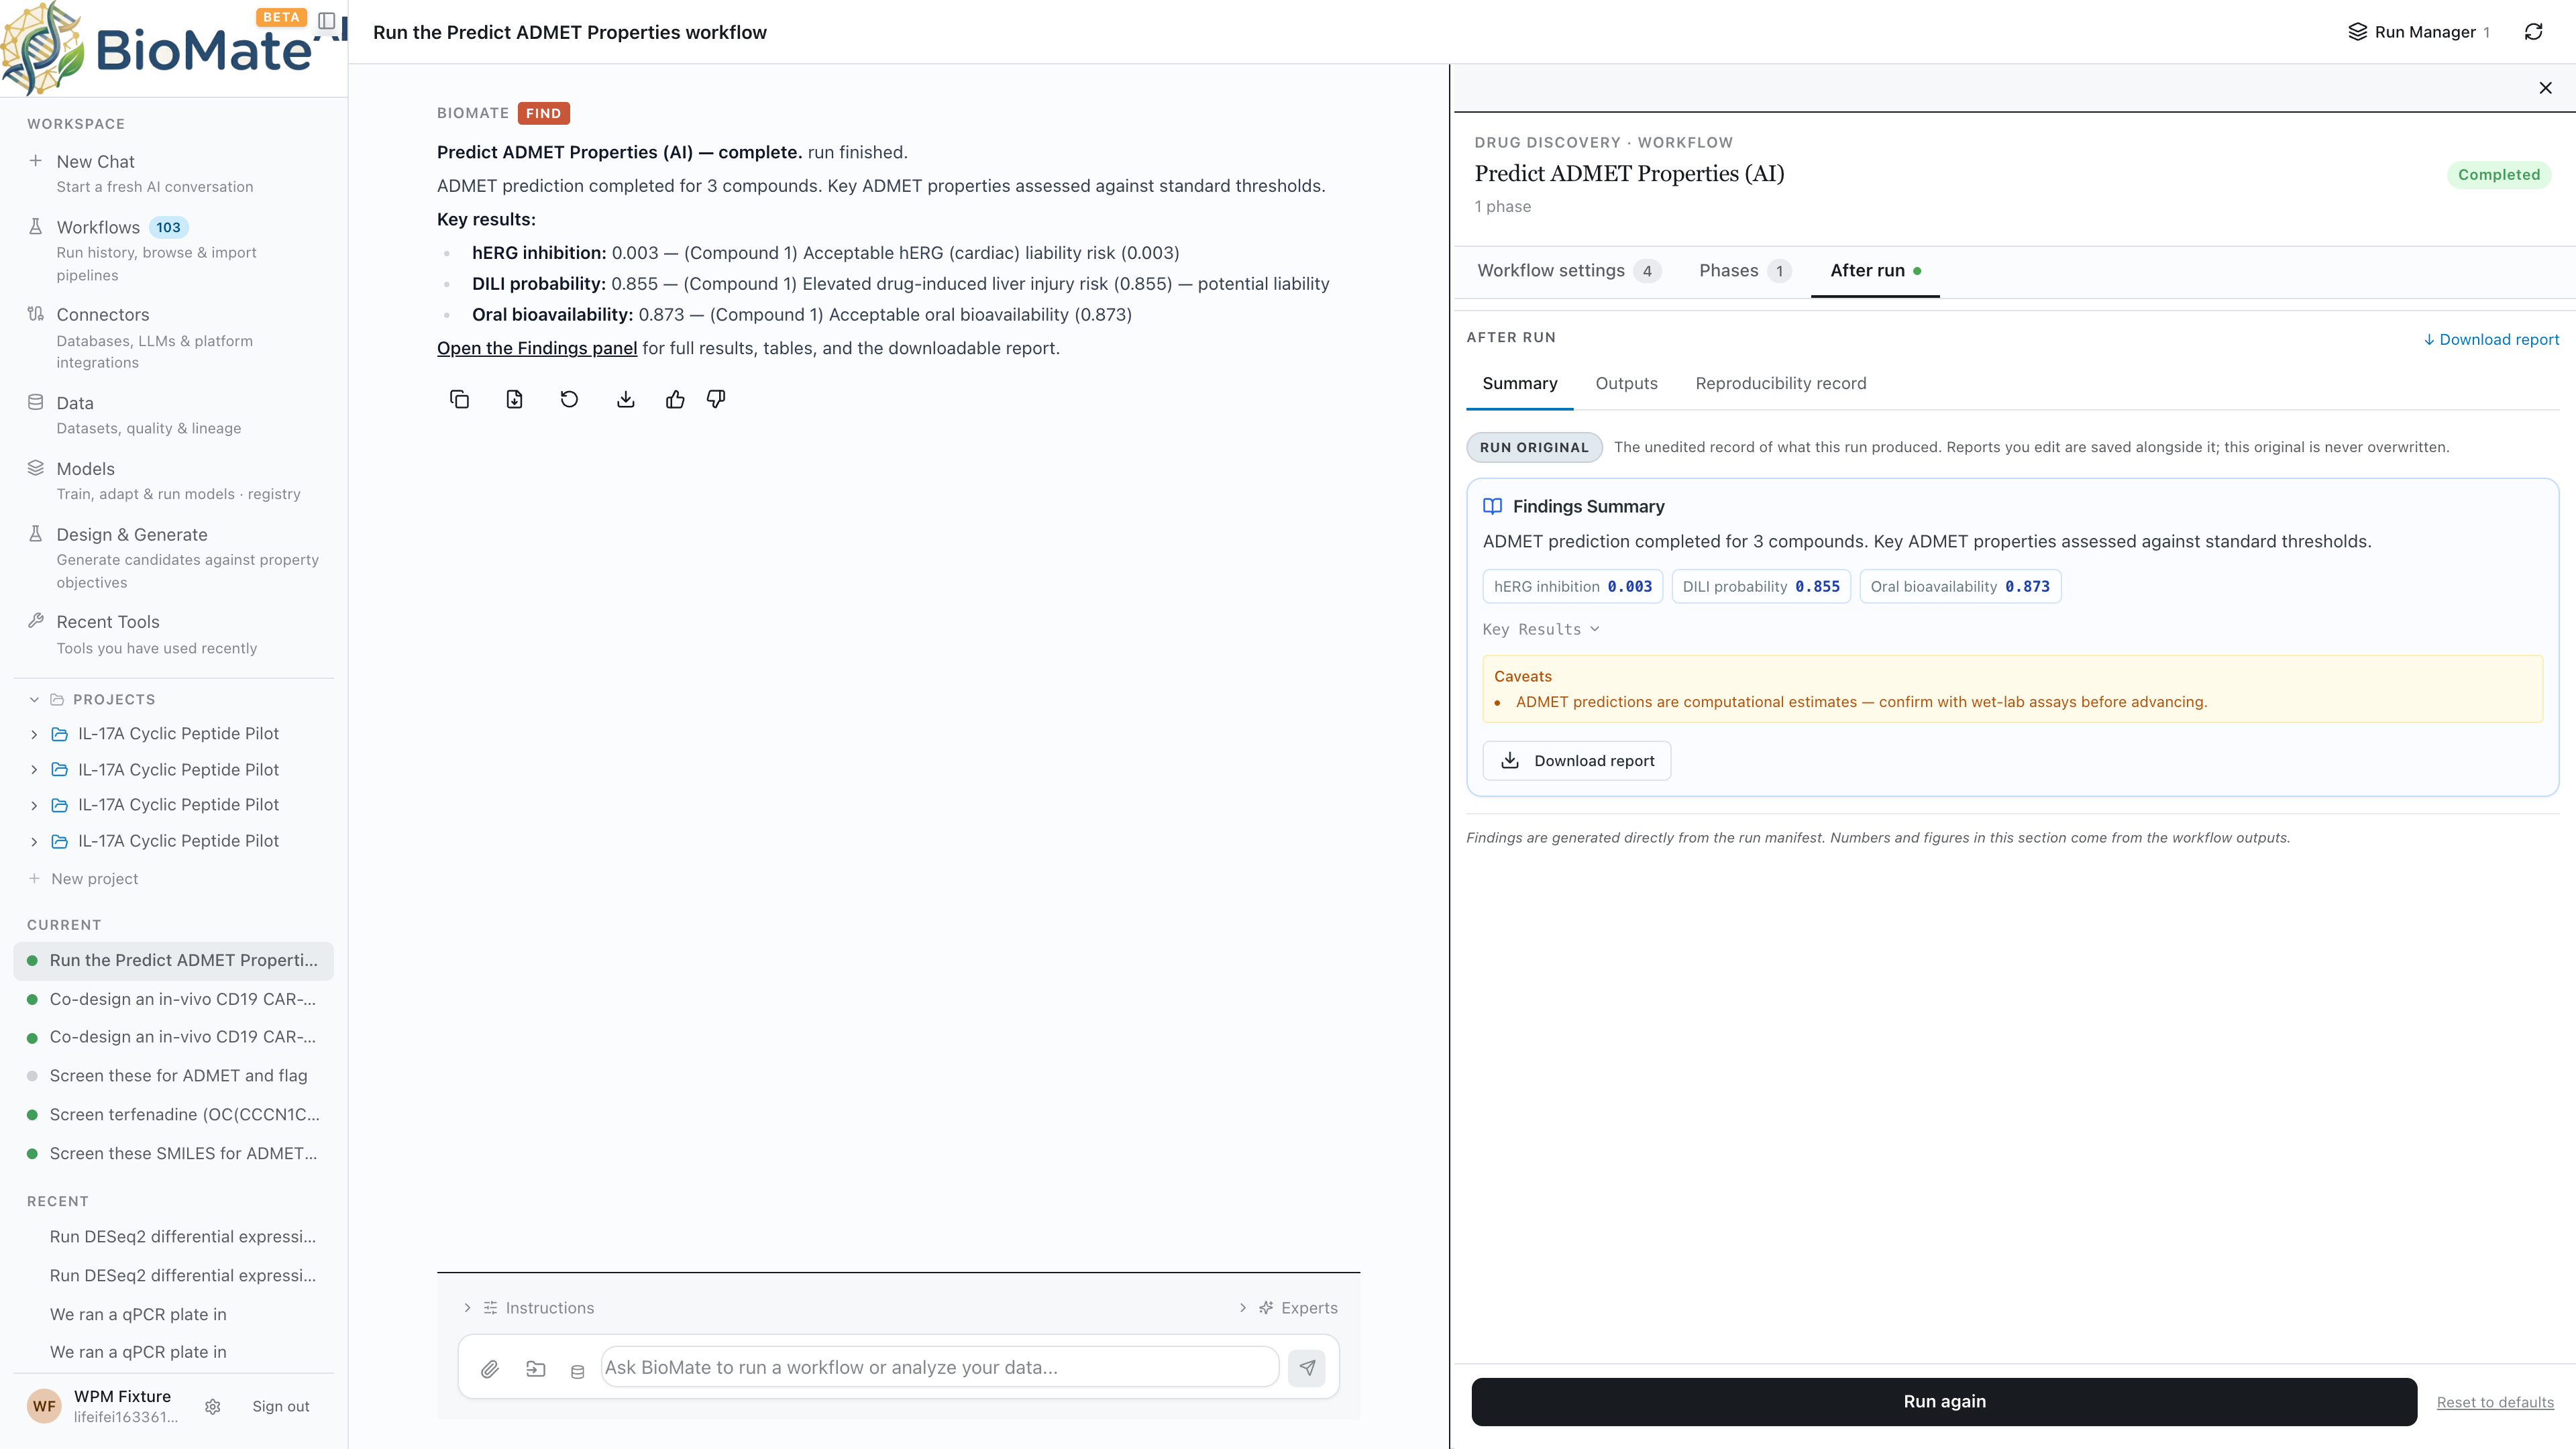 BioMate AI
BETA
WORKSPACE
New Chat
Start a fresh AI conversation
Workflows 103
Run history, browse & import
pipelines
Connectors
Databases, LLMs & platform
integrations
Data
Datasets, quality & lineage
Models
Train, adapt & run models · registry
Design & Generate
Generate candidates against property
objectives
Recent Tools
Tools you have used recently
PROJECTS
IL-17A Cyclic Peptide Pilot
IL-17A Cyclic Peptide Pilot
IL-17A Cyclic Peptide Pilot
IL-17A Cyclic Peptide Pilot
New project
CURRENT
Run the Predict ADMET Properti...
Co-design an in-vivo CD19 CAR-...
Co-design an in-vivo CD19 CAR-...
Screen these for ADMET and flag
Screen terfenadine (OC(CCCN1C...
Screen these SMILES for ADMET...
RECENT
Run DESeq2 differential expressi...
Run DESeq2 differential expressi...
We ran a qPCR plate in
We ran a qPCR plate in
WF
WPM Fixture
lifeifei163361...
Sign out
Run the Predict ADMET Properties workflow
Run Manager 1
BIOMATE FIND
Predict ADMET Properties (AI) — complete. run finished.
ADMET prediction completed for 3 compounds. Key ADMET properties assessed against standard thresholds.
Key results:
hERG inhibition: 0.003 — (Compound 1) Acceptable hERG (cardiac) liability risk (0.003)
DILI probability: 0.855 — (Compound 1) Elevated drug-induced liver injury risk (0.855) — potential liability
Oral bioavailability: 0.873 — (Compound 1) Acceptable oral bioavailability (0.873)
Open the Findings panel for full results, tables, and the downloadable report.
Instructions
Experts
Ask BioMate to run a workflow or analyze your data...
DRUG DISCOVERY · WORKFLOW
Predict ADMET Properties (AI)
Completed
1 phase
Workflow settings 4
Phases 1
After run
AFTER RUN
Download report
Summary
Outputs
Reproducibility record
RUN ORIGINAL The unedited record of what this run produced. Reports you edit are saved alongside it; this original is never overwritten.
Findings Summary
ADMET prediction completed for 3 compounds. Key ADMET properties assessed against standard thresholds.
hERG inhibition 0.003
DILI probability 0.855
Oral bioavailability 0.873
Key Results
Caveats
ADMET predictions are computational estimates — confirm with wet-lab assays before advancing.
Download report
Findings are generated directly from the run manifest. Numbers and figures in this section come from the workflow outputs.
Run again
Reset to defaults